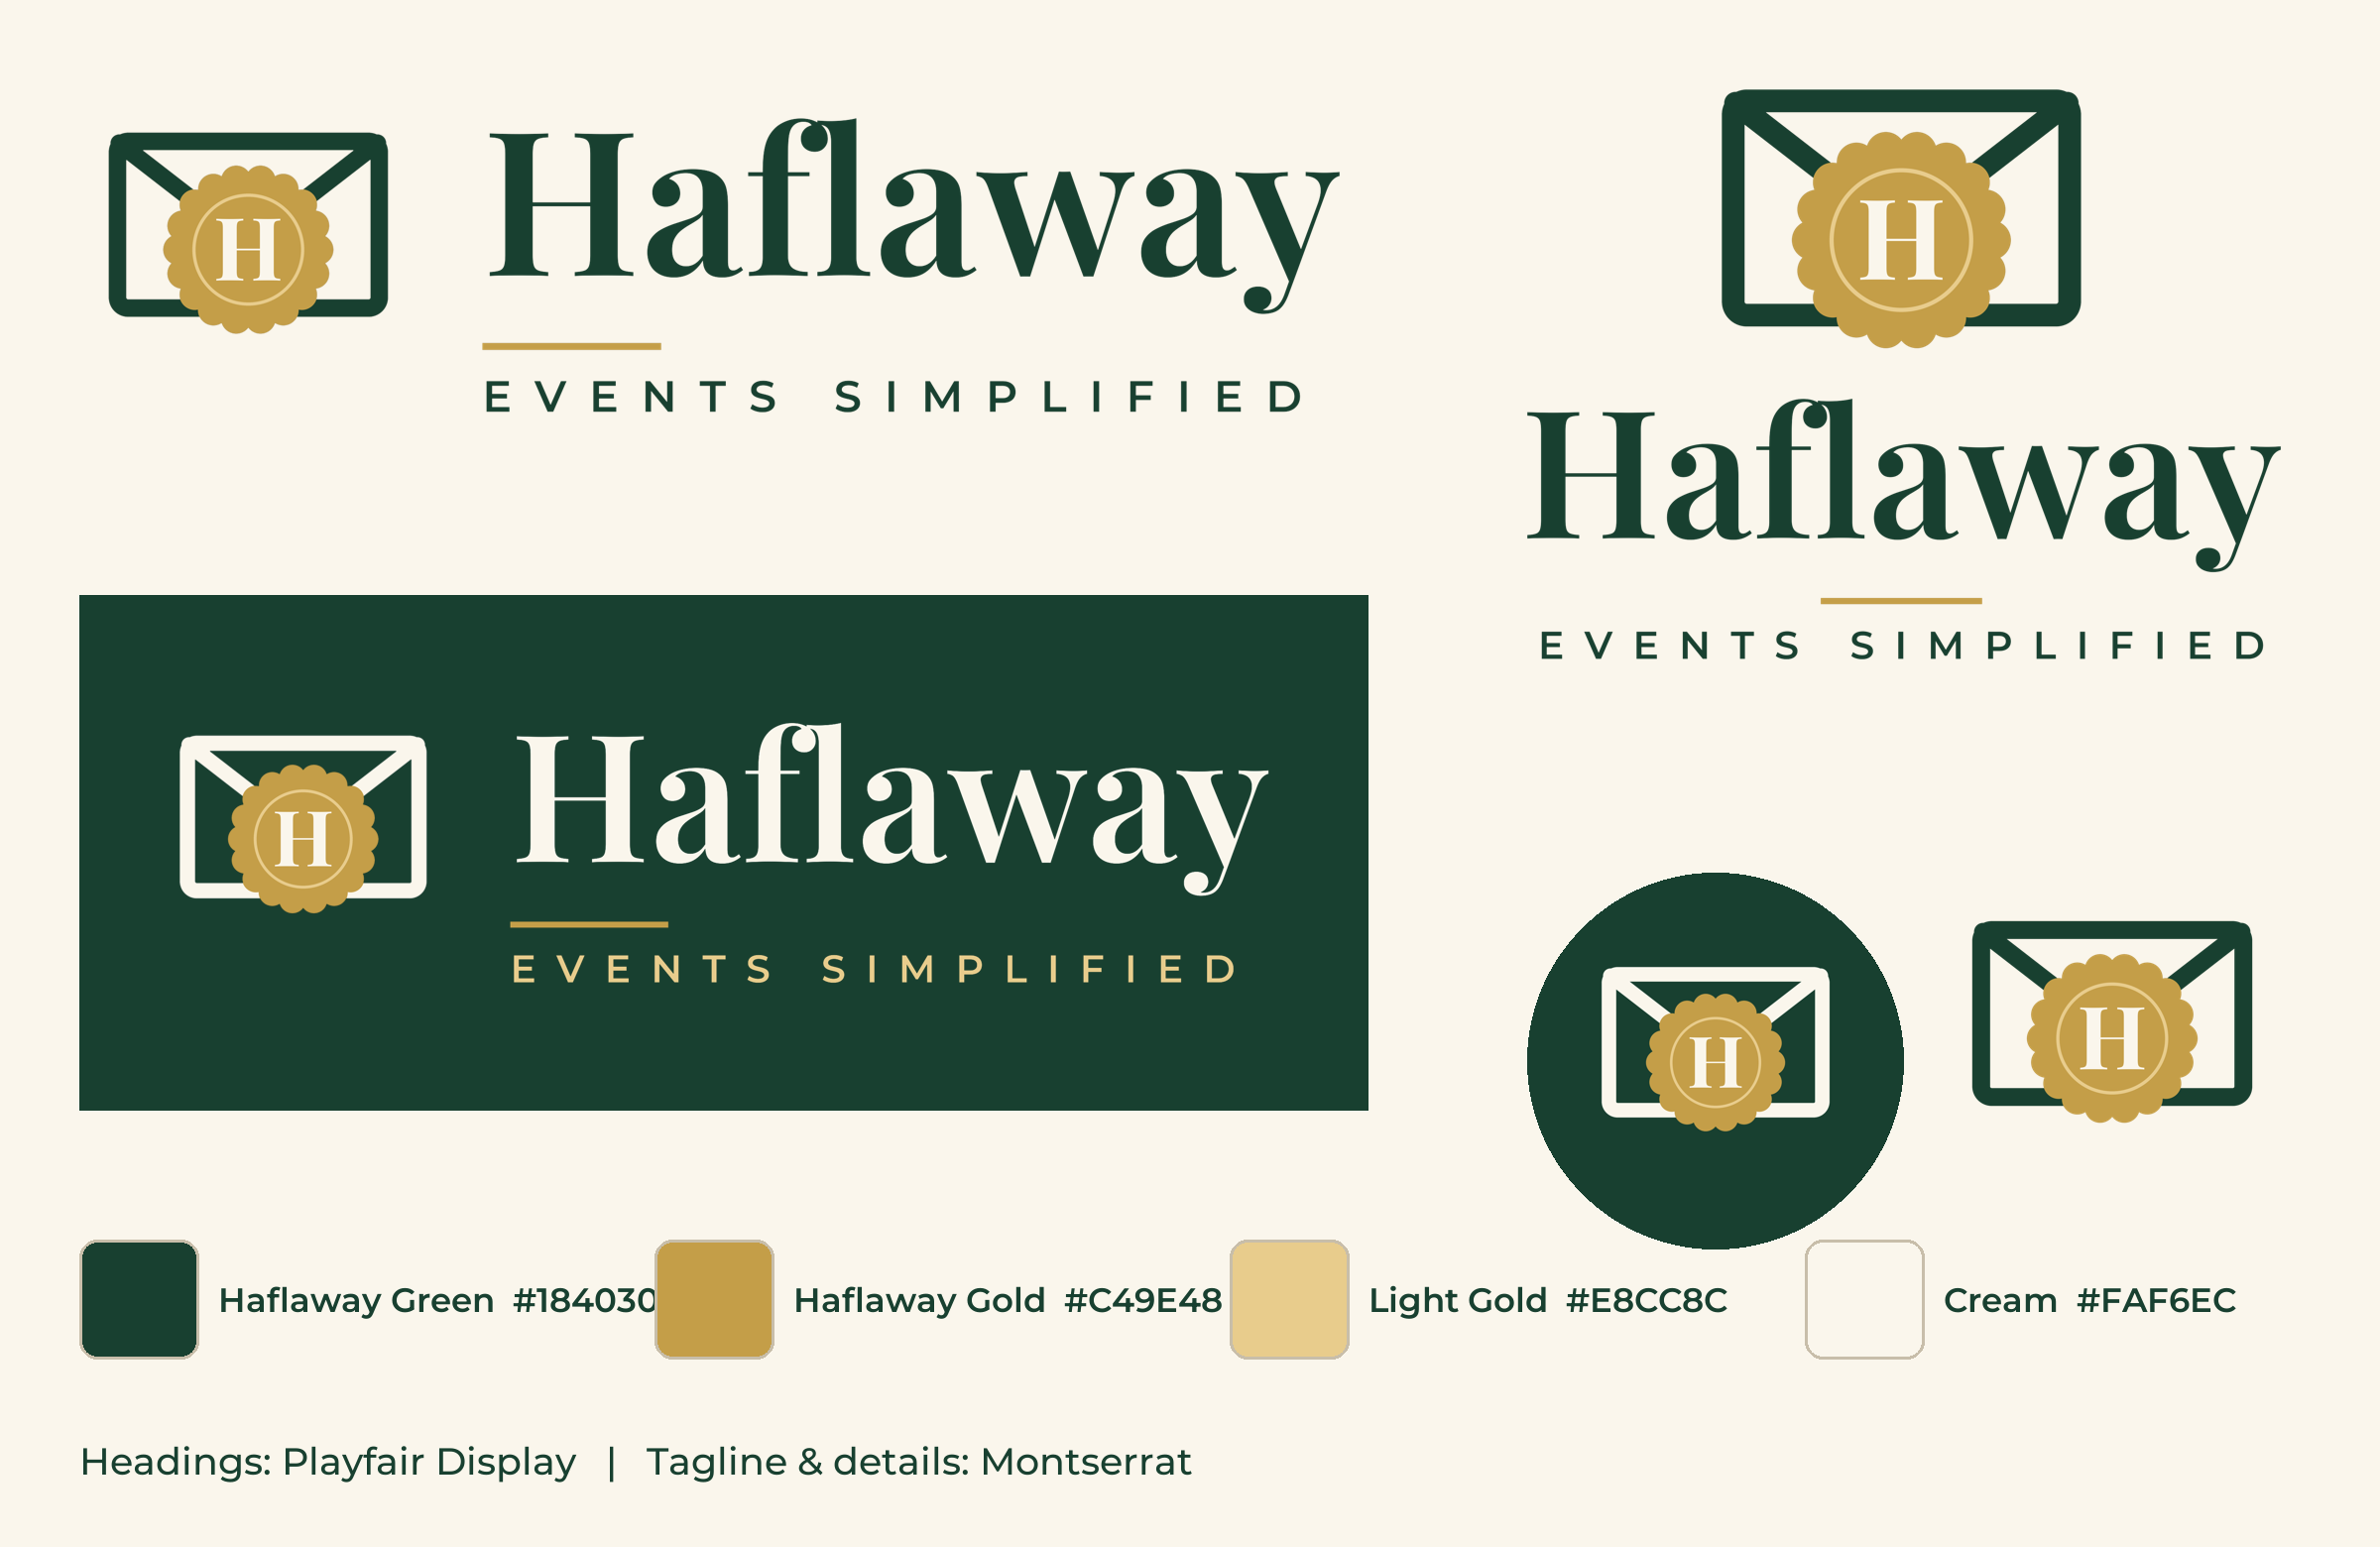 H
Haflaway
EVENTS SIMPLIFIED
H
Haflaway
EVENTS SIMPLIFIED
H
Haflaway
EVENTS SIMPLIFIED
H
H
Haflaway Green #184030
Haflaway Gold #C49E48
Light Gold #E8CC8C
Cream #FAF6EC
Headings: Playfair Display | Tagline & details: Montserrat